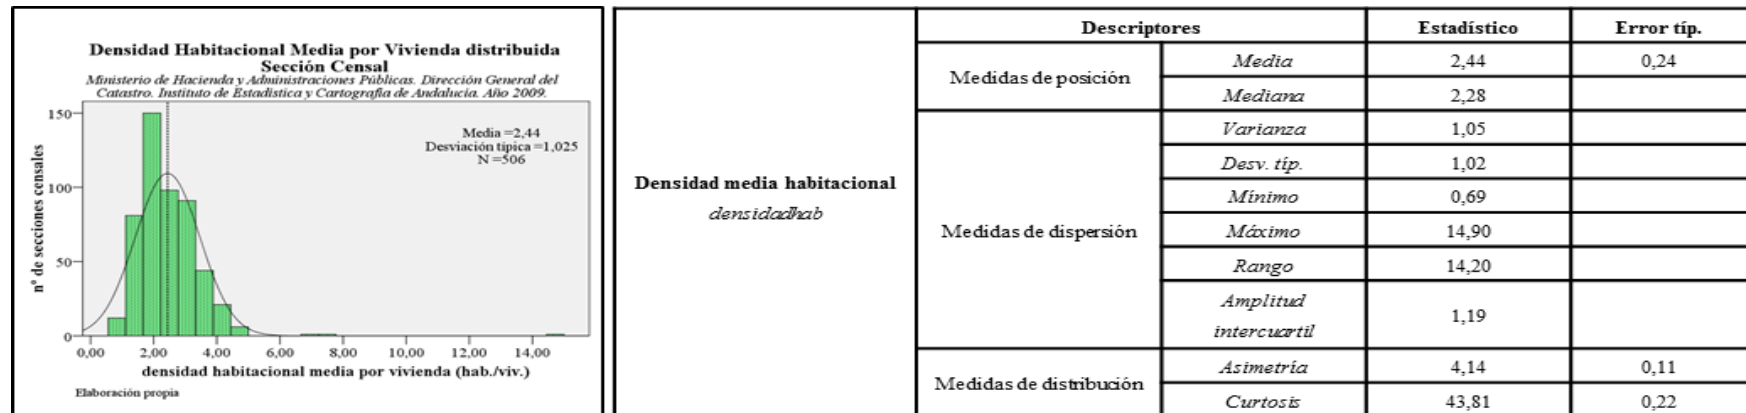 Densidad Habitacional Media por Vivienda distribuida
Sección Censal
Ministerio de Hacienda y Administraciones Públicas. Dirección General del
Catastro. Instituto de Estadística y Cartografía de Andalucía. Año 2009.
Media =2,44
Desviación típica =1,025
N =506
nº de secciones censales
150
100
50
0
0,00 2,00 4,00 6,00 8,00 10,00 12,00 14,00
densidad habitacional media por vivienda (hab./viv.)
Elaboración propia
Descriptores Estadístico Error típ.
Densidad media habitacional
densidadhab
Medidas de posición
Media 2,44 0,24
Mediana 2,28
Medidas de dispersión
Varianza 1,05
Desv. típ. 1,02
Mínimo 0,69
Máximo 14,90
Rango 14,20
Amplitud
intercuartil 1,19
Medidas de distribución
Asimetría 4,14 0,11
Curtosis 43,81 0,22